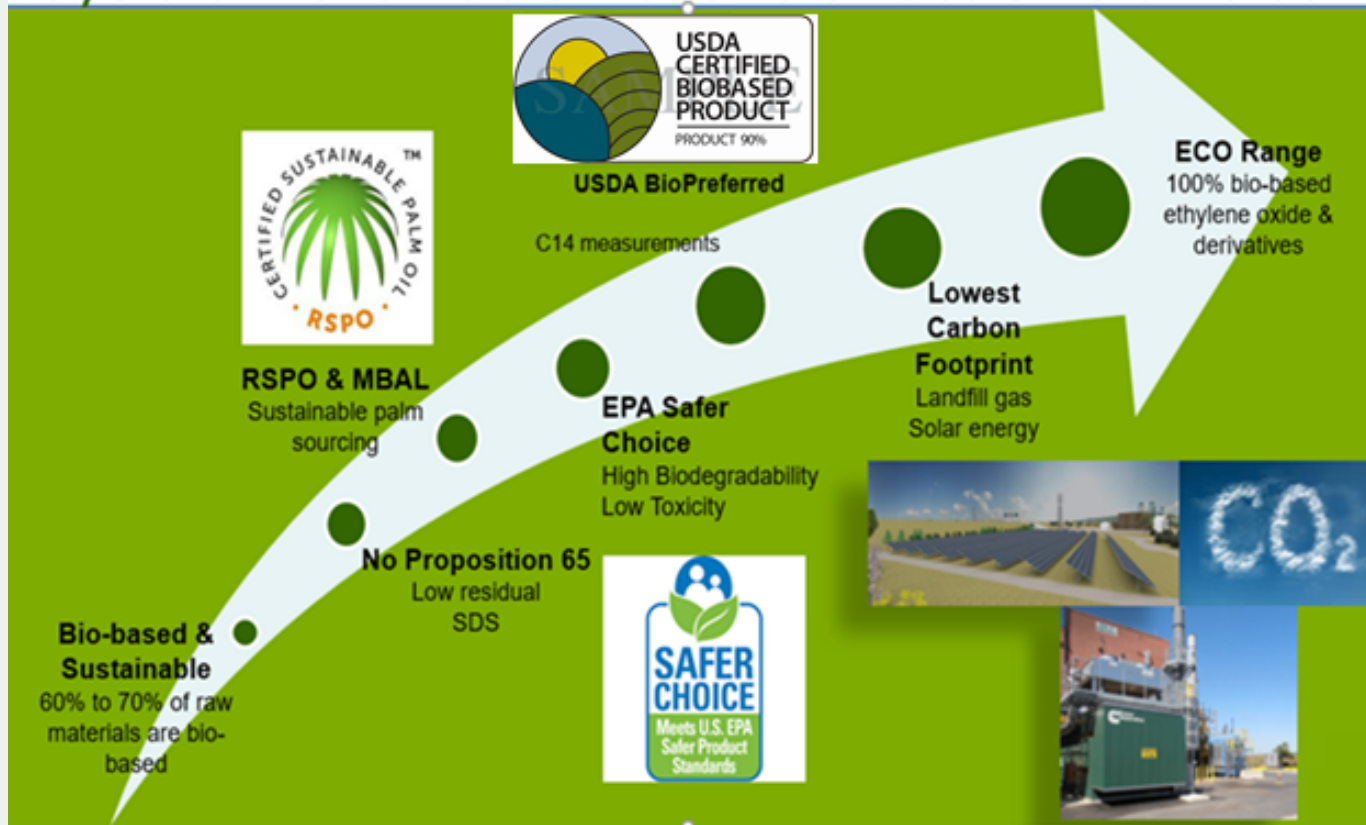 USDA
CERTIFIED
BIOBASED
PRODUCT
PRODUCT 90%
SAMPLE
USDA BioPreferred
C14 measurements
CERTIFIED SUSTAINABLE PALM OIL
TM
RSPO
RSPO & MBAL
Sustainable palm
sourcing
ECO Range
100% bio-based
ethylene oxide &
derivatives
Lowest
Carbon
Footprint
Landfill gas
Solar energy
EPA Safer
Choice
High Biodegradability
Low Toxicity
No Proposition 65
Low residual
SDS
Bio-based &
Sustainable
60% to 70% of raw
materials are bio-
based
SAFER
CHOICE
Meets U.S. EPA
Safer Product
Standards
CO2